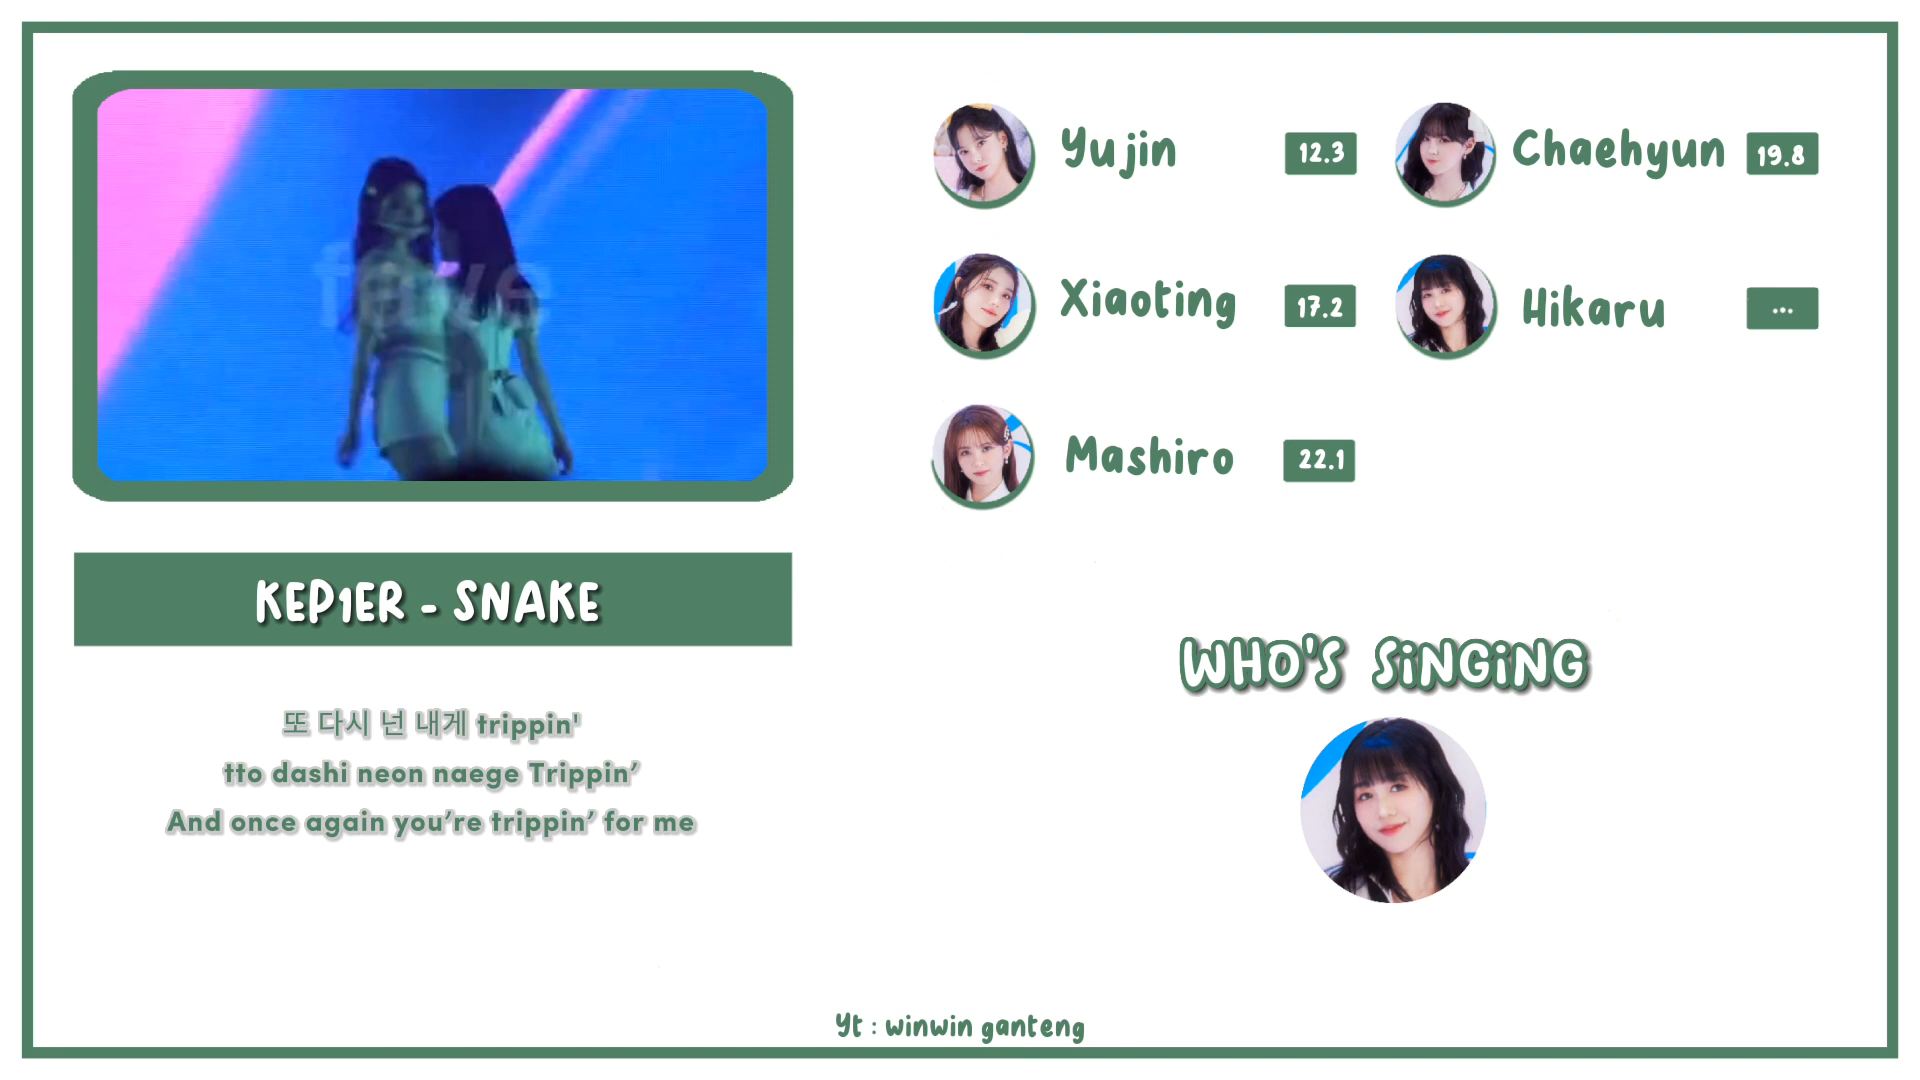 fave
KEP1ER - SNAKE
또 다시 넌 내게 trippin'
tto dashi neon naege Trippin’
And once again you’re trippin’ for me
Yujin 12.3
Chaehyun 19.8
Xiaoting 17.2
Hikaru ...
Mashiro 22.1
WHO'S SiNGiNG
Yt : winwin ganteng